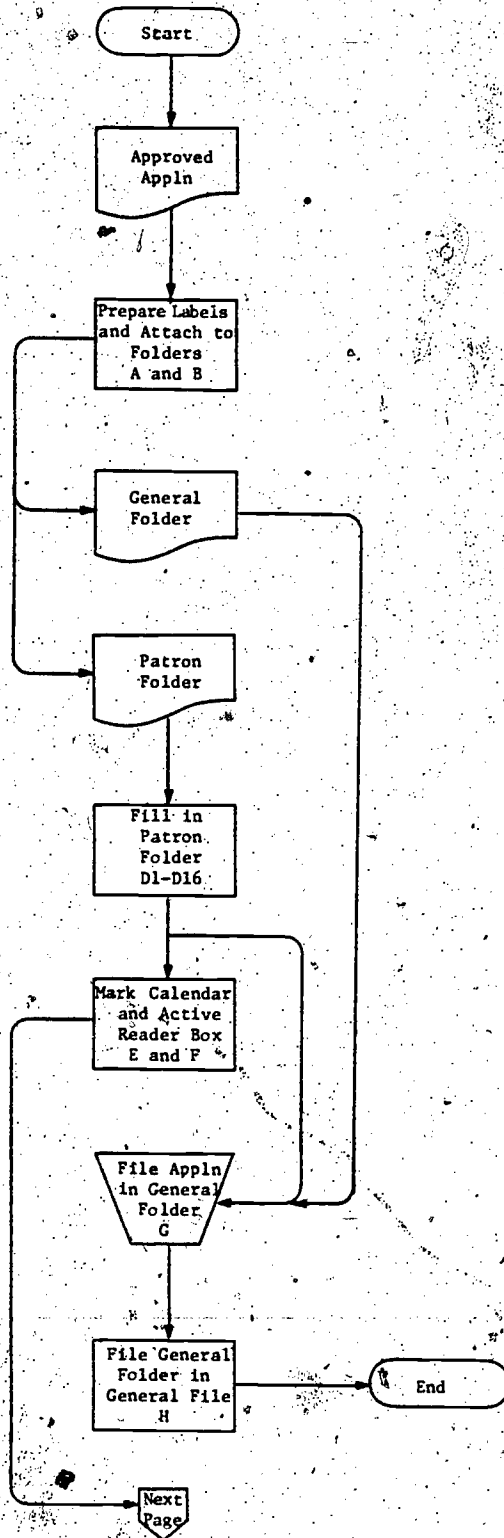 Start
Approved
Appln
Prepare Labels
and Attach to
Folders
A and B
General
Folder
Patron
Folder
Fill in
Patron
Folder
D1-D16
Mark Calendar
and Active
Reader Box
E and F
File Appln
in General
Folder
G
File General
Folder in
General File
H
End
Next
Page